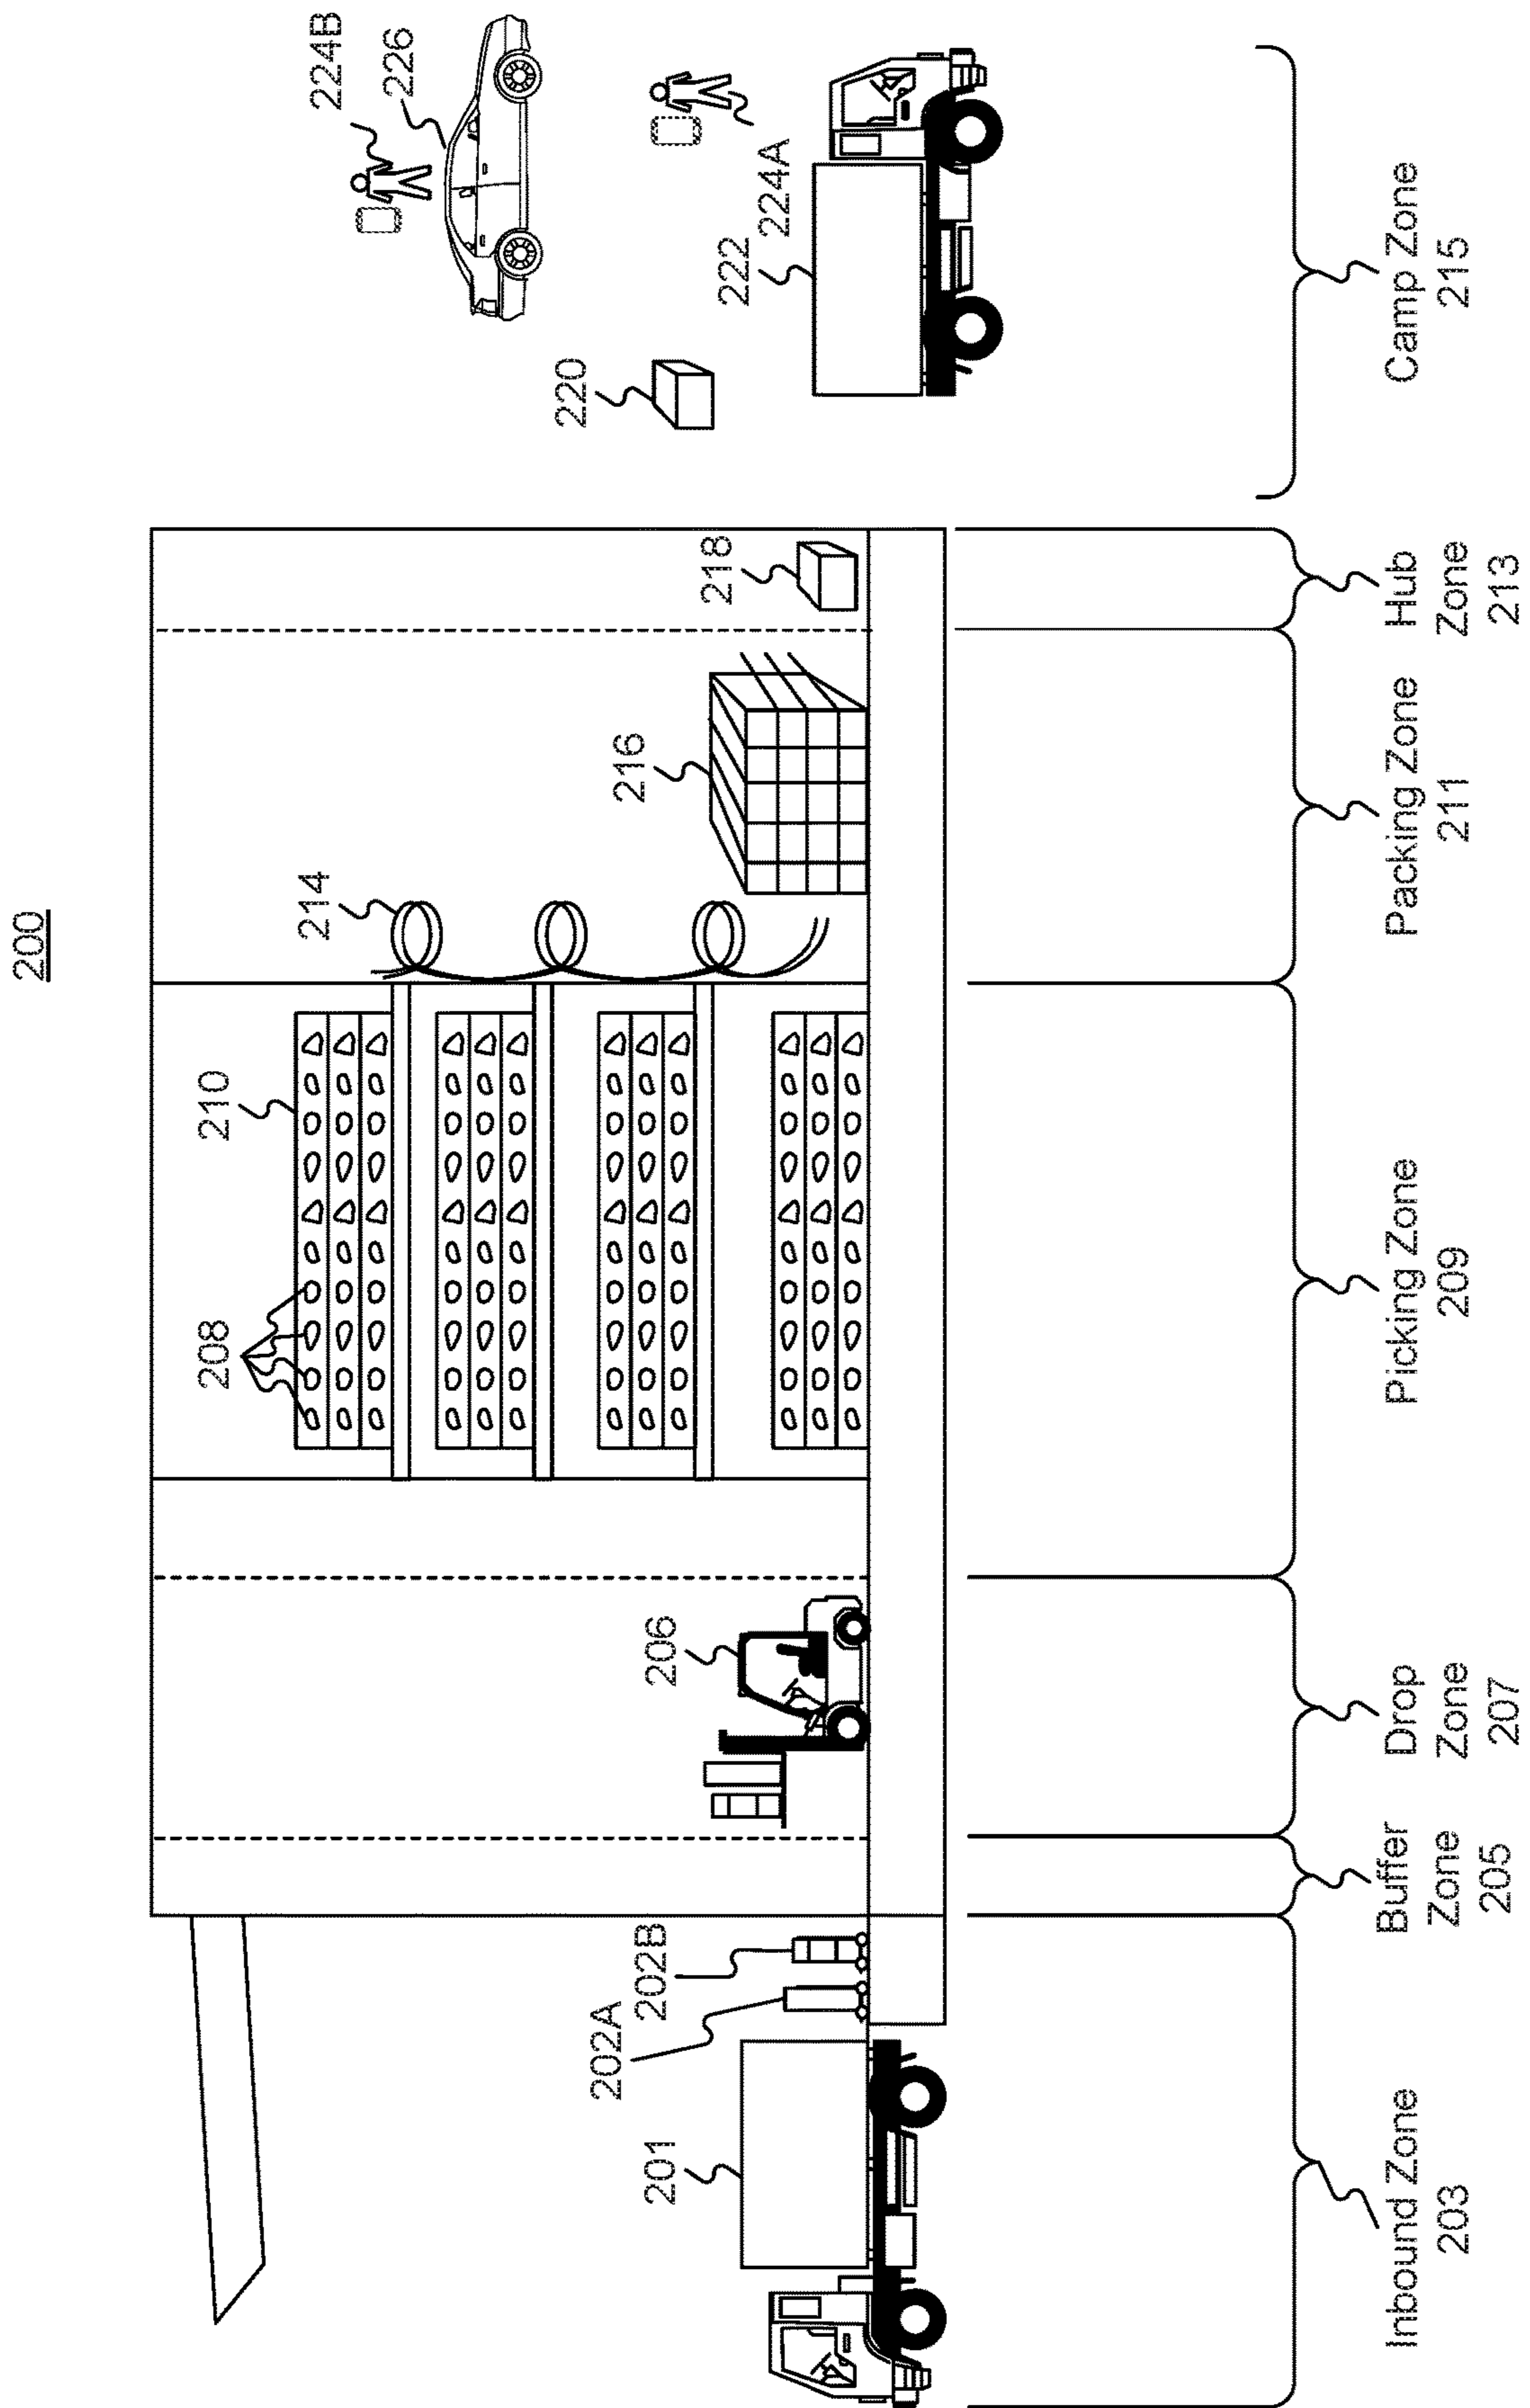 200
201
202A
202B
206
208
210
214
216
218
220
222
224A
224B
226
Inbound Zone
203
Buffer
Zone
205
Drop
Zone
207
Picking Zone
209
Packing Zone
211
Hub
Zone
213
Camp Zone
215